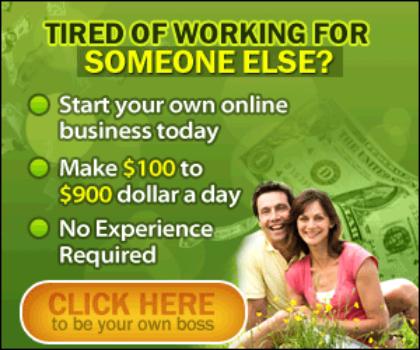 TIRED OF WORKING FOR
SOMEONE ELSE?
Start your own online
business today
Make $100 to
$900 dollar a day
No Experience
Required
CLICK HERE
to be your own boss